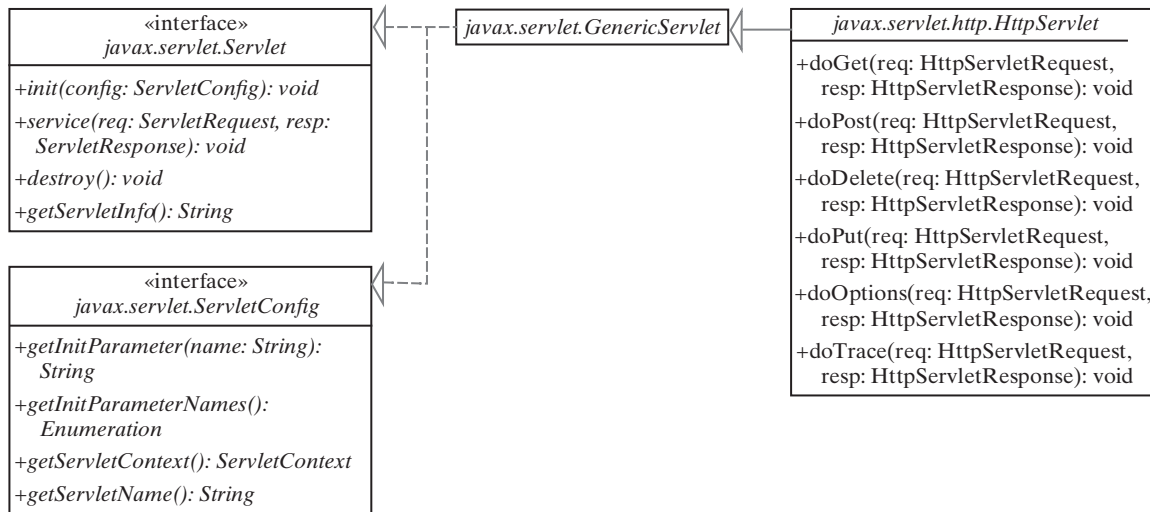 «interface»
javax.servlet.Servlet
+init(config: ServletConfig): void
+service(req: ServletRequest, resp:
ServletResponse): void
+destroy(): void
+getServletInfo(): String
«interface»
javax.servlet.ServletConfig
+getInitParameter(name: String):
String
+getInitParameterNames():
Enumeration
+getServletContext(): ServletContext
+getServletName(): String
javax.servlet.GenericServlet
javax.servlet.http.HttpServlet
+doGet(req: HttpServletRequest,
resp: HttpServletResponse): void
+doPost(req: HttpServletRequest,
resp: HttpServletResponse): void
+doDelete(req: HttpServletRequest,
resp: HttpServletResponse): void
+doPut(req: HttpServletRequest,
resp: HttpServletResponse): void
+doOptions(req: HttpServletRequest,
resp: HttpServletResponse): void
+doTrace(req: HttpServletRequest,
resp: HttpServletResponse): void